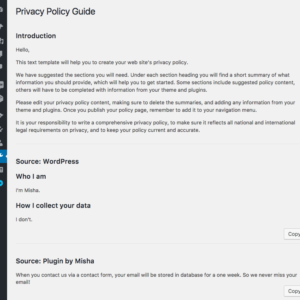 Privacy Policy Guide
Introduction
Hello,
This text template will help you to create your web site's privacy policy.
We have suggested the sections you will need. Under each section heading you will find a short summary of what
information you should provide, which will help you to get started. Some sections include suggested policy content,
others will have to be completed with information from your theme and plugins.
Please edit your privacy policy content, making sure to delete the summaries, and adding any information from your
theme and plugins. Once you publish your policy page, remember to add it to your navigation menu.
It is your responsibility to write a comprehensive privacy policy, to make sure it reflects all national and international
legal requirements on privacy, and to keep your policy current and accurate.
Source: WordPress
Who I am
I'm Misha.
How I collect your data
I don't.
Copy
Source: Plugin by Misha
When you contact us via a contact form, your email will be stored in database for a one week. So we never miss your
email!
Copy